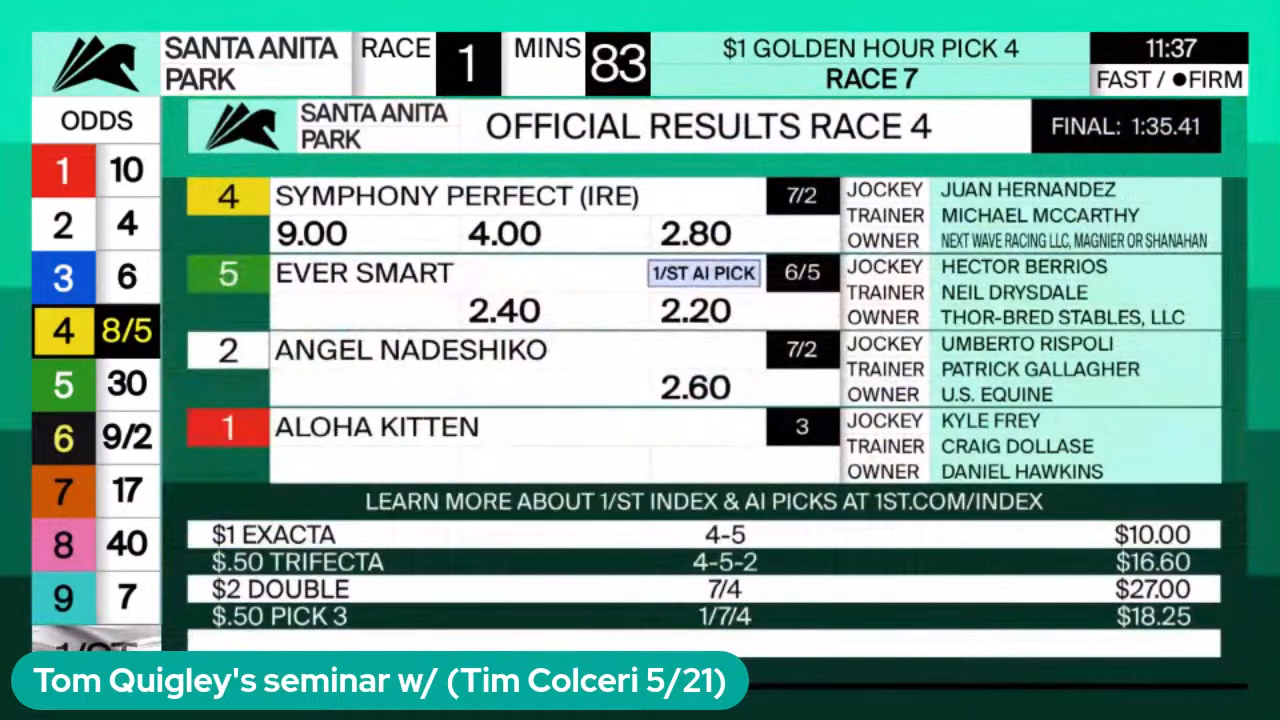 SANTA ANITA PARK
RACE 1
MINS 83
$1 GOLDEN HOUR PICK 4
RACE 7
11:37
FAST / ●FIRM
ODDS
1 10
2 4
3 6
4 8/5
5 30
6 9/2
7 17
8 40
9 7
SANTA ANITA PARK
OFFICIAL RESULTS RACE 4
FINAL: 1:35.41
4 SYMPHONY PERFECT (IRE) 7/2
9.00 4.00 2.80
JOCKEY JUAN HERNANDEZ
TRAINER MICHAEL MCCARTHY
OWNER NEXT WAVE RACING LLC, MAGNIER OR SHANAHAN
5 EVER SMART 1/ST AI PICK 6/5
2.40 2.20
JOCKEY HECTOR BERRIOS
TRAINER NEIL DRYSDALE
OWNER THOR-BRED STABLES, LLC
2 ANGEL NADESHIKO 7/2
2.60
JOCKEY UMBERTO RISPOLI
TRAINER PATRICK GALLAGHER
OWNER U.S. EQUINE
1 ALOHA KITTEN 3
JOCKEY KYLE FREY
TRAINER CRAIG DOLLASE
OWNER DANIEL HAWKINS
LEARN MORE ABOUT 1/ST INDEX & AI PICKS AT 1ST.COM/INDEX
$1 EXACTA 4-5 $10.00
$.50 TRIFECTA 4-5-2 $16.60
$2 DOUBLE 7/4 $27.00
$.50 PICK 3 1/7/4 $18.25
Tom Quigley's seminar w/ (Tim Colceri 5/21)